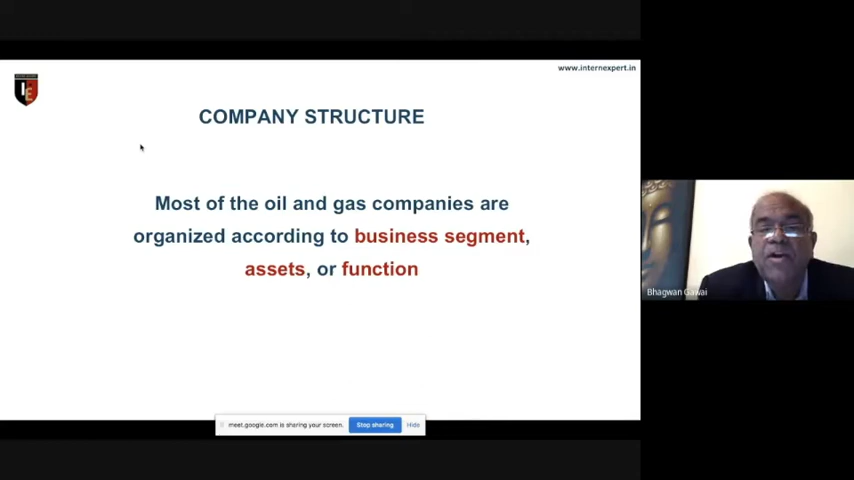 www.internexpert.in
IE
COMPANY STRUCTURE
Most of the oil and gas companies are
organized according to business segment,
assets, or function
Bhagwan Gawai
meet.google.com is sharing your screen.
Stop sharing
Hide